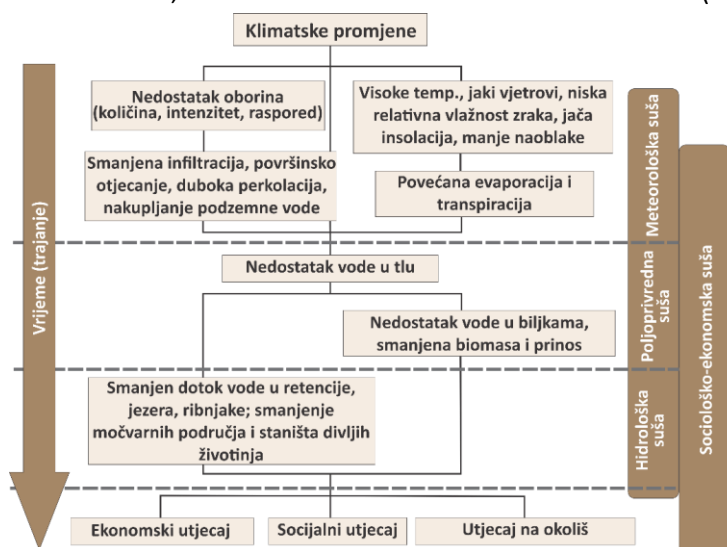 Klimatske promjene
Nedostatak oborina
(količina, intenzitet, raspored)
Visoke temp., jaki vjetrovi, niska
relativna vlažnost zraka, jača
insolacija, manje naoblake
Smanjena infiltracija, površinsko
otjecanje, duboka perkolacija,
nakupljanje podzemne vode
Povećana evaporacija i
transpiracija
Nedostatak vode u tlu
Nedostatak vode u biljkama,
smanjena biomasa i prinos
Smanjen dotok vode u retencije,
jezera, ribnjake; smanjenje
močvarnih područja i staništa divljih
životinja
Ekonomski utjecaj
Socijalni utjecaj
Utjecaj na okoliš
Vrijeme (trajanje)
Meteorološka suša
Poljoprivredna
suša
Hidrološka
suša
Sociološko-ekonomska suša